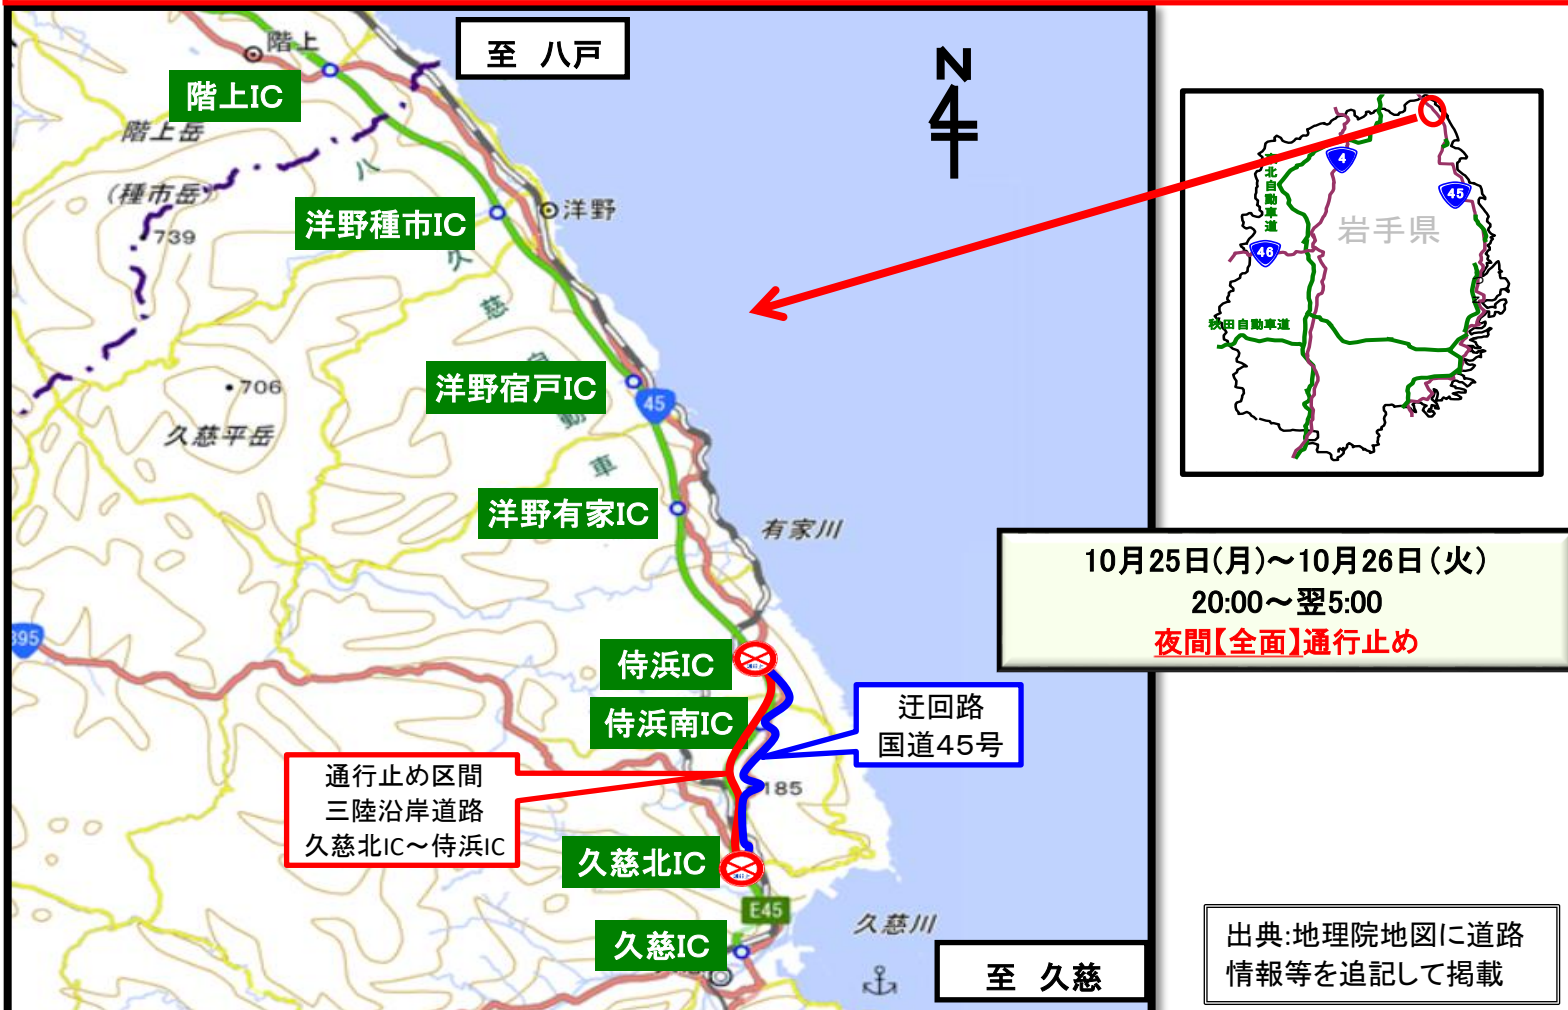 至 八戸
階上
階上IC
階上岳
(種市岳)
739
洋野種市IC
洋野
八
久
慈
自
動
車
洋野宿戸IC
45
706
久慈平岳
洋野有家IC
有家川
395
侍浜IC
侍浜南IC
迂回路
国道45号
185
通行止め区間
三陸沿岸道路
久慈北IC～侍浜IC
久慈北IC
E45
久慈IC
久慈川
至 久慈
N
4
45
46
北自動車道
岩手県
秋田自動車道
10月25日(月)～10月26日(火)
20:00～翌5:00
夜間【全面】通行止め
出典:地理院地図に道路
情報等を追記して掲載